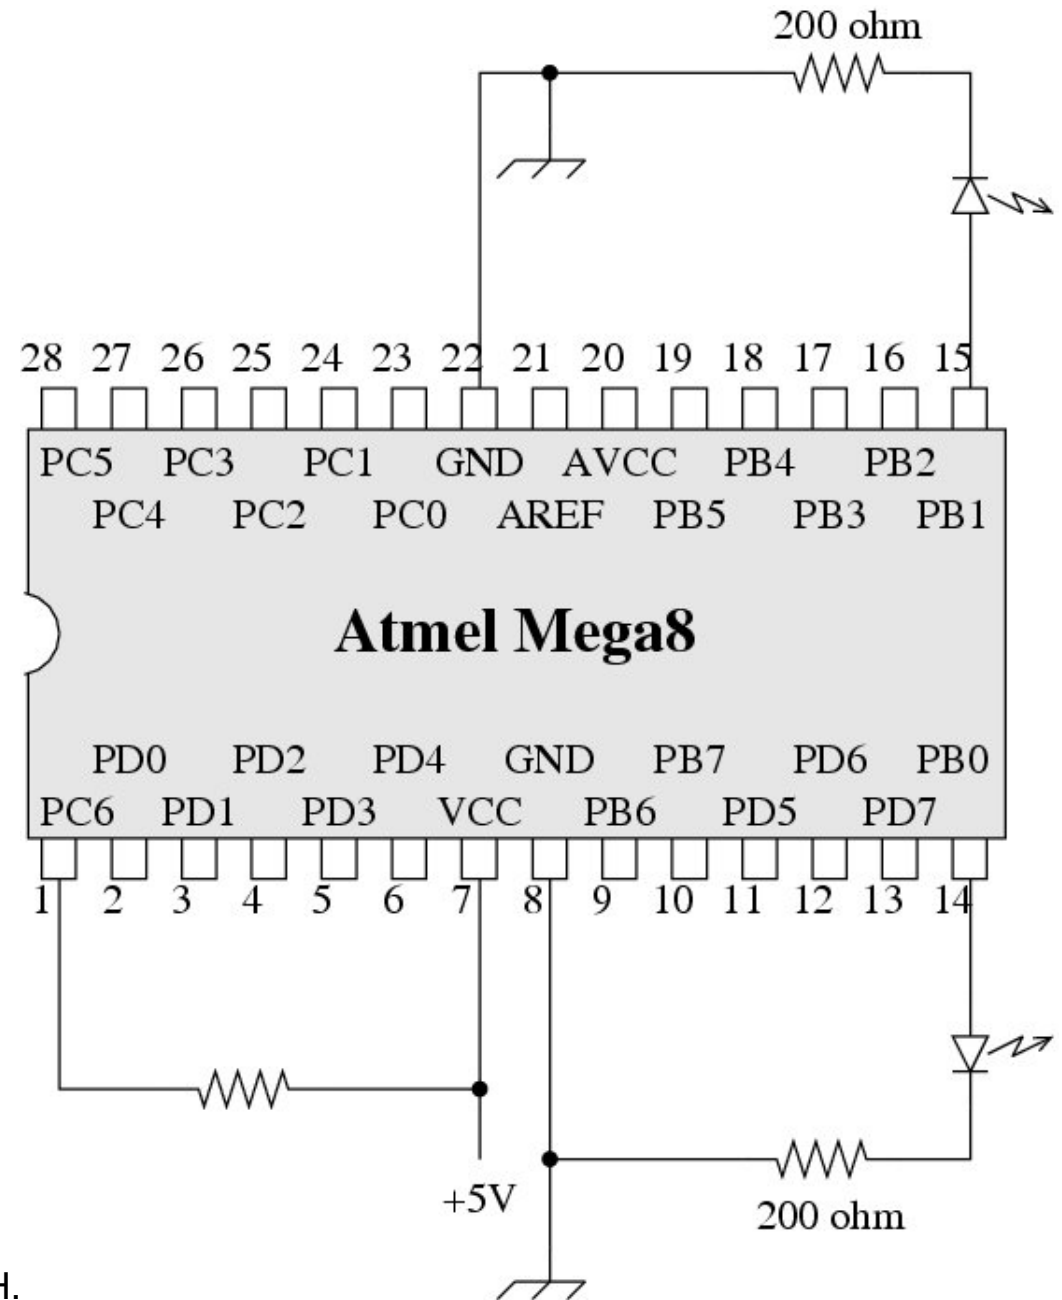 200 ohm
28 27 26 25 24 23 22 21 20 19 18 17 16 15
PC5 PC3 PC1 GND AVCC PB4 PB2
PC4 PC2 PC0 AREF PB5 PB3 PB1
Atmel Mega8
PD0 PD2 PD4 GND PB7 PD6 PB0
PC6 PD1 PD3 VCC PB6 PD5 PD7
1 2 3 4 5 6 7 8 9 10 11 12 13 14
+5V
200 ohm
H.